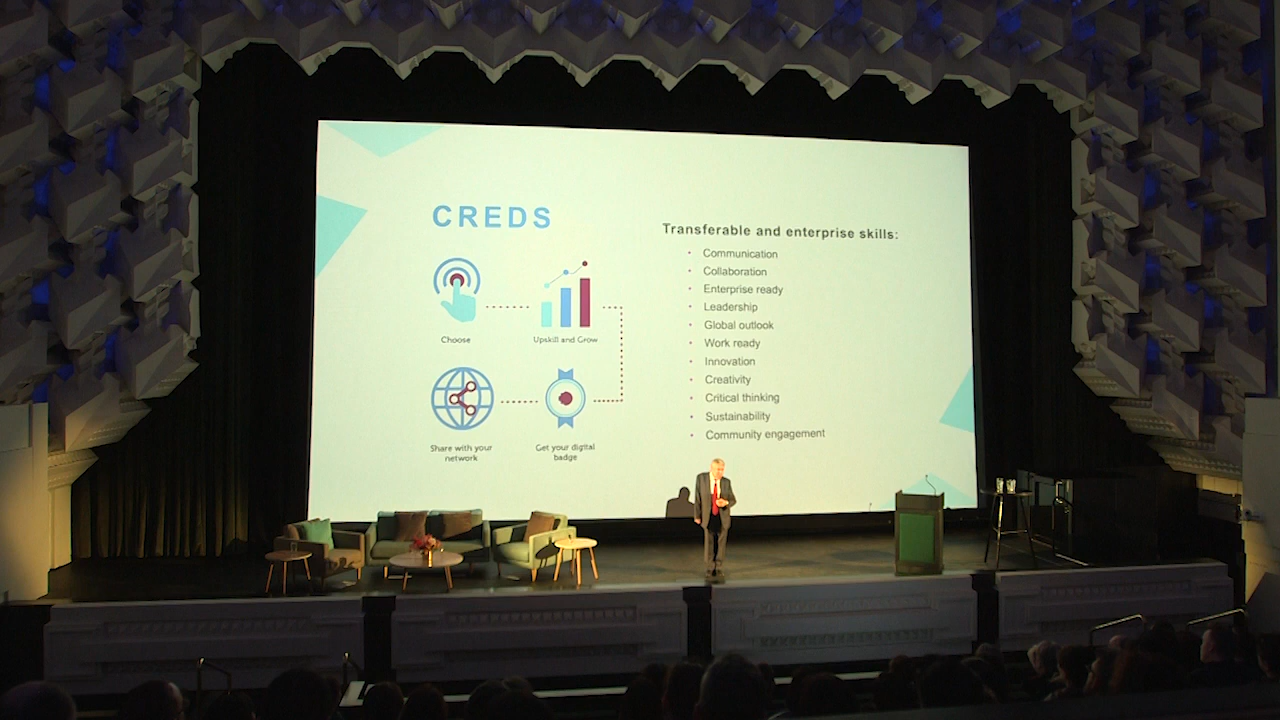 CREDS
Choose
Upskill and Grow
Share with your
network
Get your digital
badge
Transferable and enterprise skills:
• Communication
• Collaboration
• Enterprise ready
• Leadership
• Global outlook
• Work ready
• Innovation
• Creativity
• Critical thinking
• Sustainability
• Community engagement